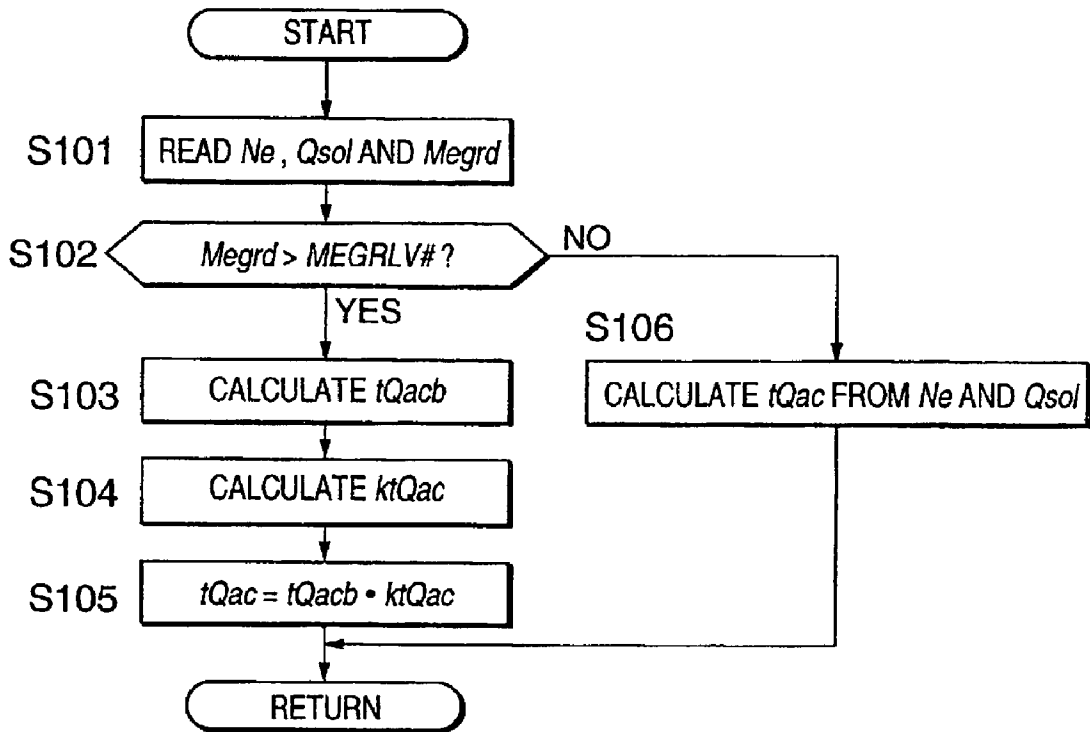 START
S101
READ Ne, Qsol AND Megrd
S102
Megrd > MEGRLV# ?
NO
YES
S106
S103
CALCULATE tQacb
CALCULATE tQac FROM Ne AND Qsol
S104
CALCULATE ktQac
S105
tQac = tQacb • ktQac
RETURN